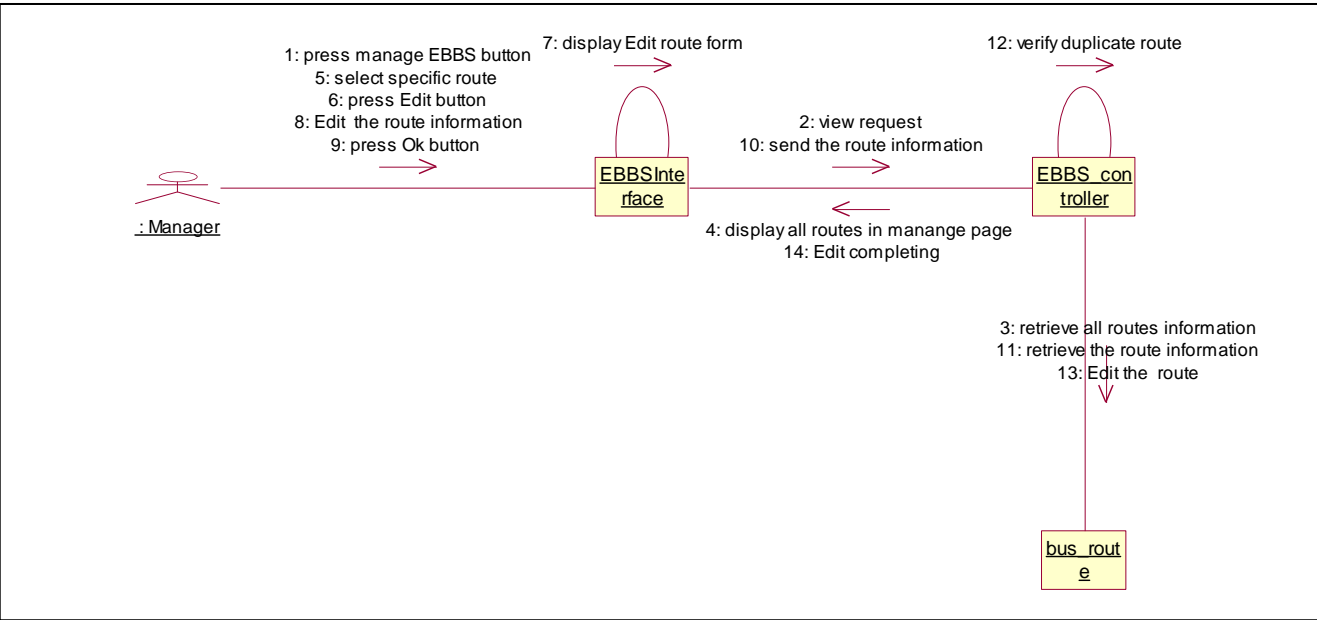 1: press manage EBBS button
5: select specific route
6: press Edit button
8: Edit the route information
9: press Ok button
7: display Edit route form
12: verify duplicate route
2: view request
10: send the route information
EBBSInte
rface
EBBS_con
troller
: Manager
4: display all routes in manange page
14: Edit completing
3: retrieve all routes information
11: retrieve the route information
13: Edit the route
bus_rout
e